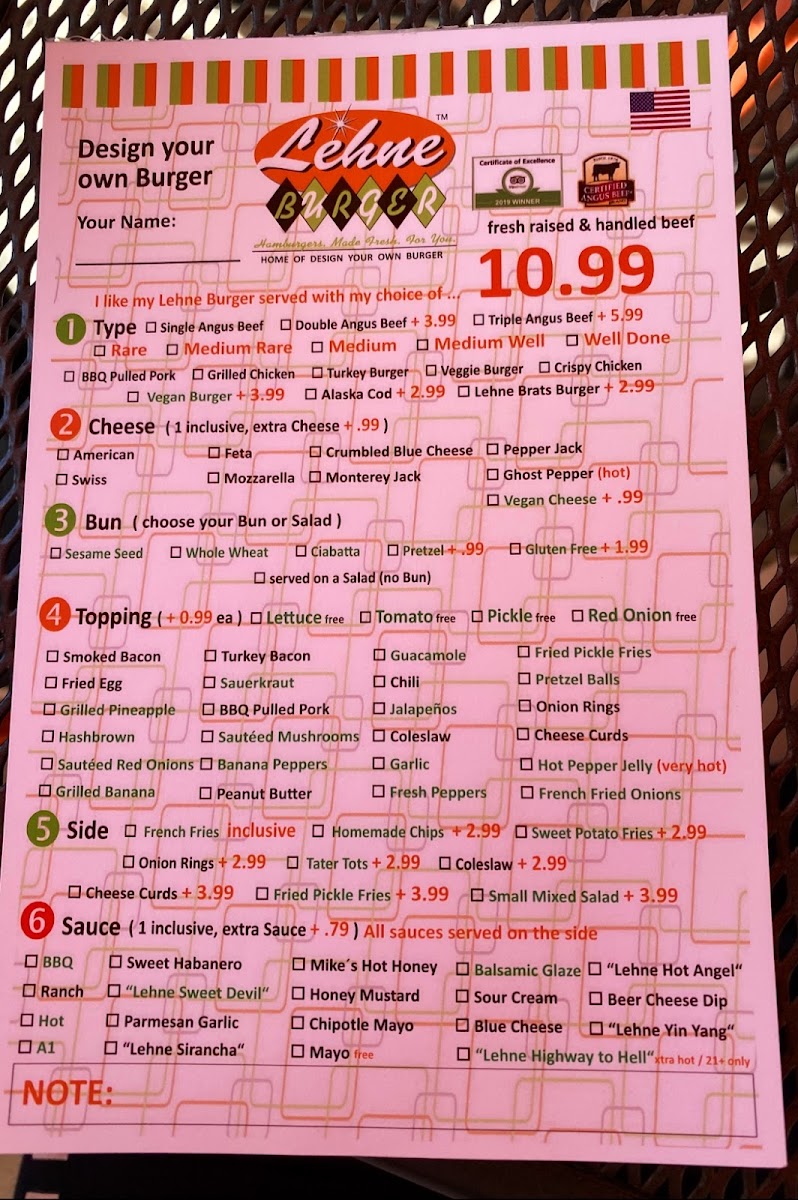 Design your
own Burger
Your Name:
Lehne™
BURGER
Hamburgers. Made Fresh. For You.
HOME OF DESIGN YOUR OWN BURGER
Certificate of Excellence
2019 WINNER
CERTIFIED
ANGUS BEEF
fresh raised & handled beef
10.99
I like my Lehne Burger served with my choice of ...
1 Type ☐ Single Angus Beef ☐ Double Angus Beef + 3.99 ☐ Triple Angus Beef + 5.99
☐ Rare ☐ Medium Rare ☐ Medium ☐ Medium Well ☐ Well Done
☐ BBQ Pulled Pork ☐ Grilled Chicken ☐ Turkey Burger ☐ Veggie Burger ☐ Crispy Chicken
☐ Vegan Burger + 3.99 ☐ Alaska Cod + 2.99 ☐ Lehne Brats Burger + 2.99
2 Cheese ( 1 inclusive, extra Cheese + .99 )
☐ American ☐ Feta ☐ Crumbled Blue Cheese ☐ Pepper Jack
☐ Swiss ☐ Mozzarella ☐ Monterey Jack ☐ Ghost Pepper (hot)
☐ Vegan Cheese + .99
3 Bun ( choose your Bun or Salad )
☐ Sesame Seed ☐ Whole Wheat ☐ Ciabatta ☐ Pretzel + .99 ☐ Gluten Free + 1.99
☐ served on a Salad (no Bun)
4 Topping ( + 0.99 ea ) ☐ Lettuce free ☐ Tomato free ☐ Pickle free ☐ Red Onion free
☐ Smoked Bacon ☐ Turkey Bacon ☐ Guacamole ☐ Fried Pickle Fries
☐ Fried Egg ☐ Sauerkraut ☐ Chili ☐ Pretzel Balls
☐ Grilled Pineapple ☐ BBQ Pulled Pork ☐ Jalapeños ☐ Onion Rings
☐ Hashbrown ☐ Sautéed Mushrooms ☐ Coleslaw ☐ Cheese Curds
☐ Sautéed Red Onions ☐ Banana Peppers ☐ Garlic ☐ Hot Pepper Jelly (very hot)
☐ Grilled Banana ☐ Peanut Butter ☐ Fresh Peppers ☐ French Fried Onions
5 Side ☐ French Fries inclusive ☐ Homemade Chips + 2.99 ☐ Sweet Potato Fries + 2.99
☐ Onion Rings + 2.99 ☐ Tater Tots + 2.99 ☐ Coleslaw + 2.99
☐ Cheese Curds + 3.99 ☐ Fried Pickle Fries + 3.99 ☐ Small Mixed Salad + 3.99
6 Sauce ( 1 inclusive, extra Sauce + .79 ) All sauces served on the side
☐ BBQ ☐ Sweet Habanero ☐ Mike´s Hot Honey ☐ Balsamic Glaze ☐ “Lehne Hot Angel“
☐ Ranch ☐ “Lehne Sweet Devil“ ☐ Honey Mustard ☐ Sour Cream ☐ Beer Cheese Dip
☐ Hot ☐ Parmesan Garlic ☐ Chipotle Mayo ☐ Blue Cheese ☐ “Lehne Yin Yang“
☐ A1 ☐ “Lehne Sirancha“ ☐ Mayo free ☐ “Lehne Highway to Hell“ xtra hot / 21+ only
NOTE: